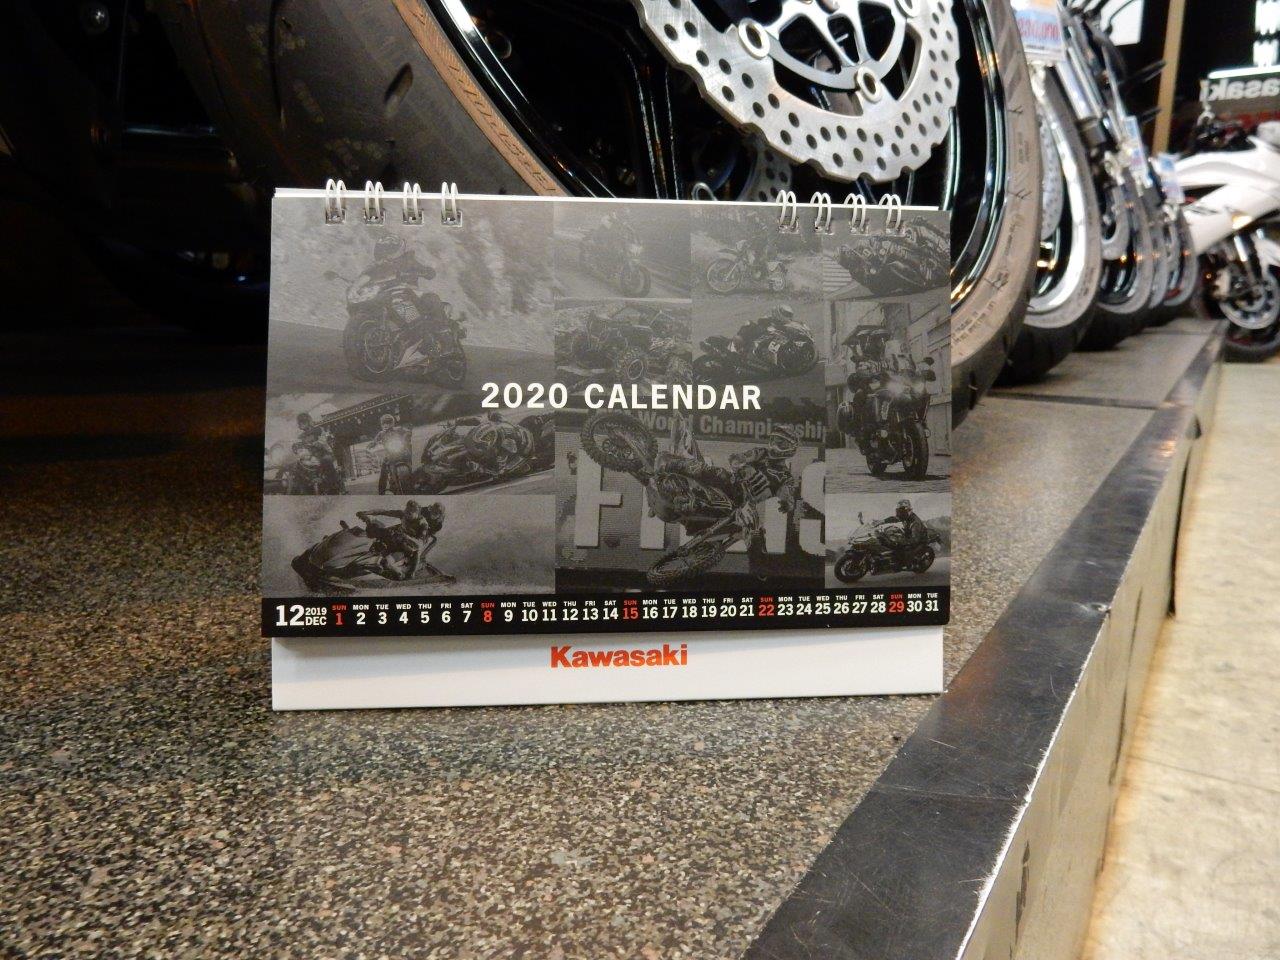 asaki
2020 CALENDAR
World Championship
12 2019 DEC
SUN MON TUE WED THU FRI SAT SUN MON TUE WED THU FRI SAT SUN MON TUE WED THU FRI SAT SUN MON TUE WED THU FRI SAT SUN MON TUE
1 2 3 4 5 6 7 8 9 10 11 12 13 14 15 16 17 18 19 20 21 22 23 24 25 26 27 28 29 30 31
Kawasaki